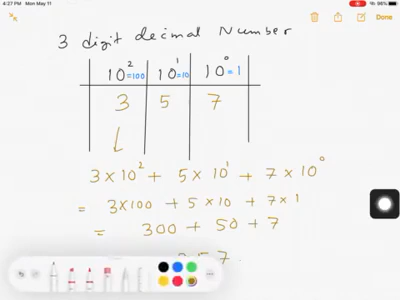 4:27 PM Mon May 11
96%
Done
3 digit decimal Number
10² =100 10¹ =10 10⁰ =1
3 5 7
3 × 10² + 5 × 10¹ + 7 × 10⁰
= 3 × 100 + 5 × 10 + 7 × 1
= 300 + 50 + 7